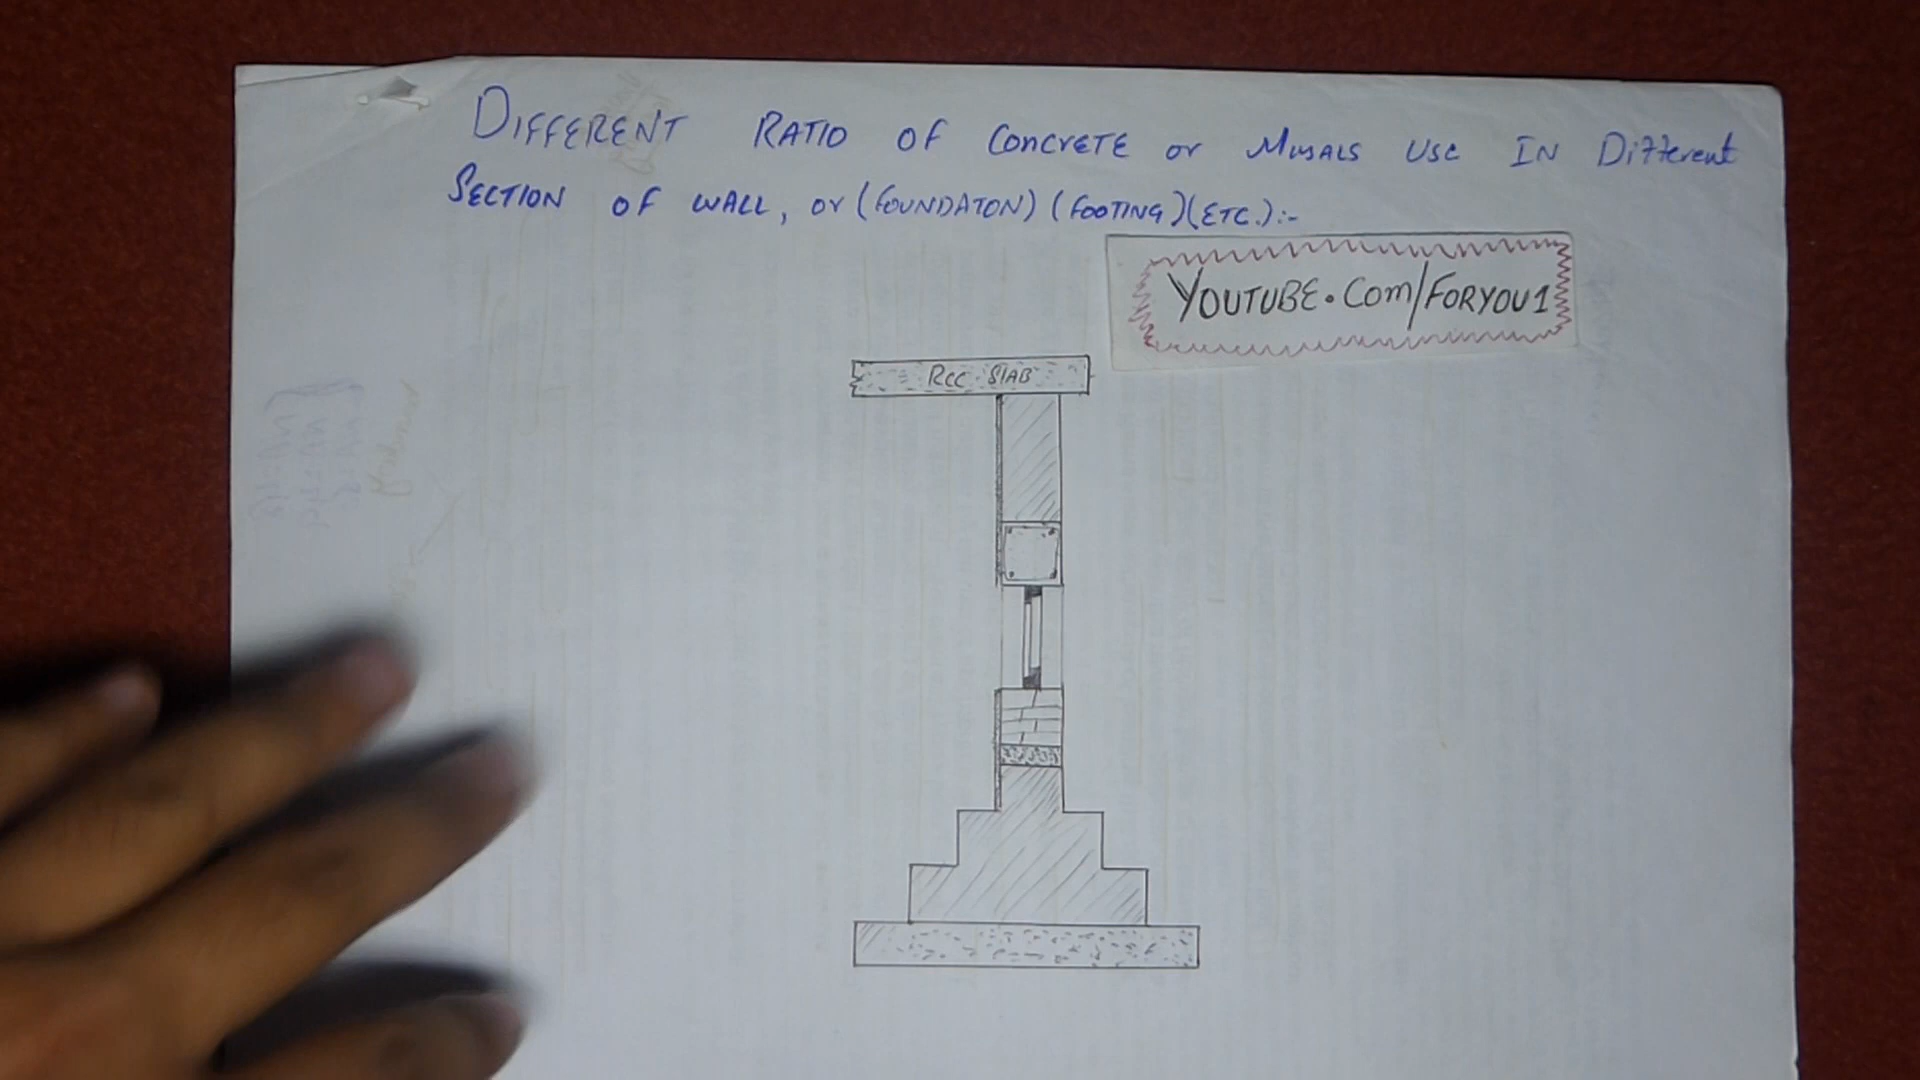 DIFFERENT RATIO OF CONCrETE or MUSALS USE IN Different
SECTION OF WALL, or (FOUNDATON) (FOOTING)(ETC.):-
YOUTUBE.Com/FORYOU1
RCC SLAB